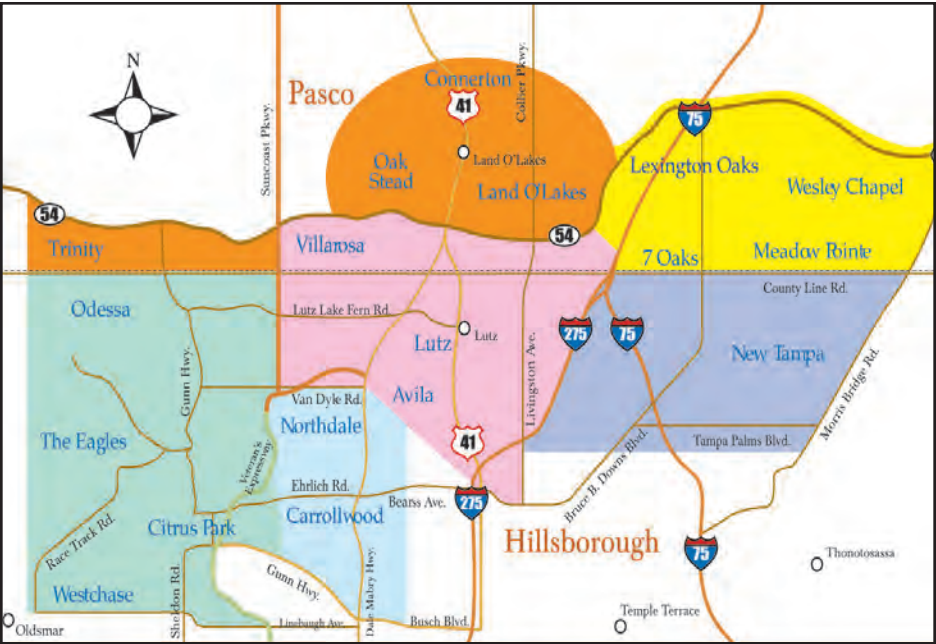 N
Pasco
Suncoast Pkwy.
Connerton
41
Collier Pkwy.
75
Land O'Lakes
Oak
Stead
Land O'Lakes
Lexington Oaks
Wesley Chapel
54
Trinity
Villarosa
54
7 Oaks
Meadow Pointe
County Line Rd.
Odessa
Lutz Lake Fern Rd.
Lutz
Lutz
275
75
New Tampa
Gunn Hwy.
Livingston Ave.
Morris Bridge Rd.
Van Dyle Rd.
Avila
Northdale
The Eagles
Veteran's
Expressway
41
Tampa Palms Blvd.
Bruce B. Downs Blvd.
Ehrlich Rd.
Bearss Ave.
275
Citrus Park
Carrollwood
Hillsborough
75
Race Track Rd.
Thonotosassa
Gunn Hwy.
Westchase
Sheldon Rd.
Dale Mabry Hwy.
Linebaugh Ave.
Busch Blvd.
Temple Terrace
Oldsmar